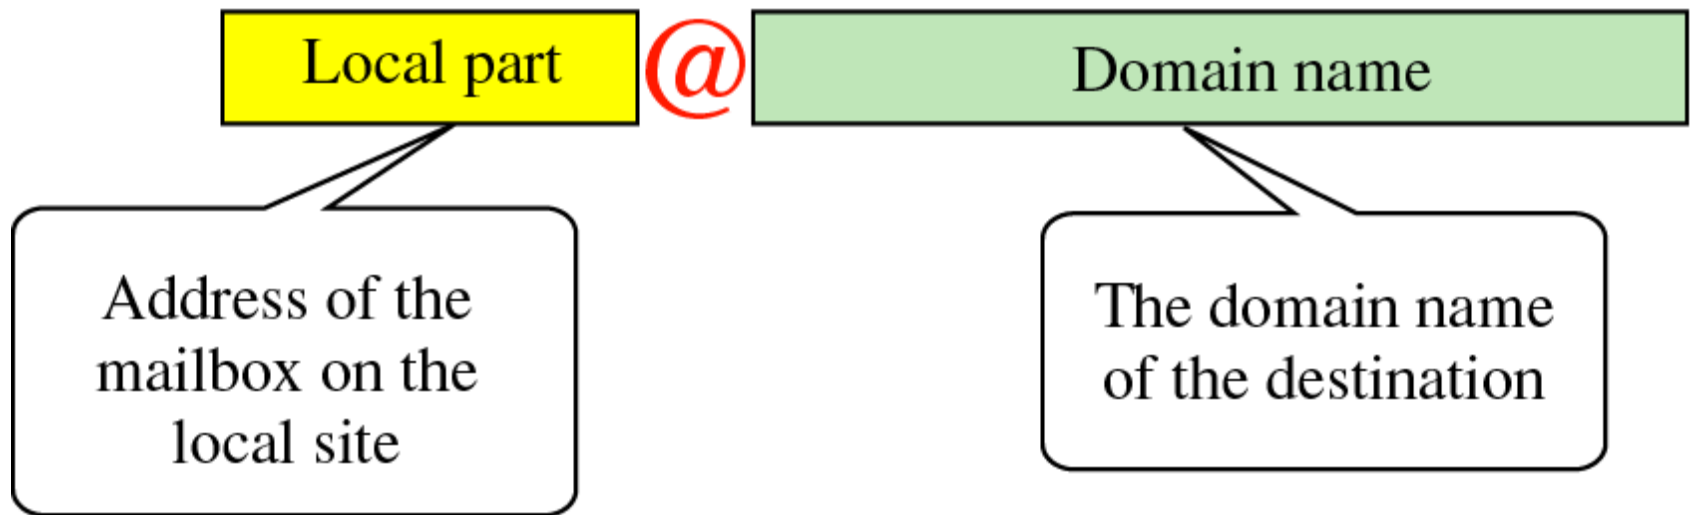 Local part @ Domain name
Address of the
mailbox on the
local site
The domain name
of the destination